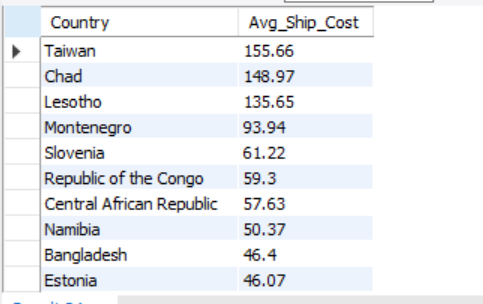 Country Avg_Ship_Cost
Taiwan 155.66
Chad 148.97
Lesotho 135.65
Montenegro 93.94
Slovenia 61.22
Republic of the Congo 59.3
Central African Republic 57.63
Namibia 50.37
Bangladesh 46.4
Estonia 46.07